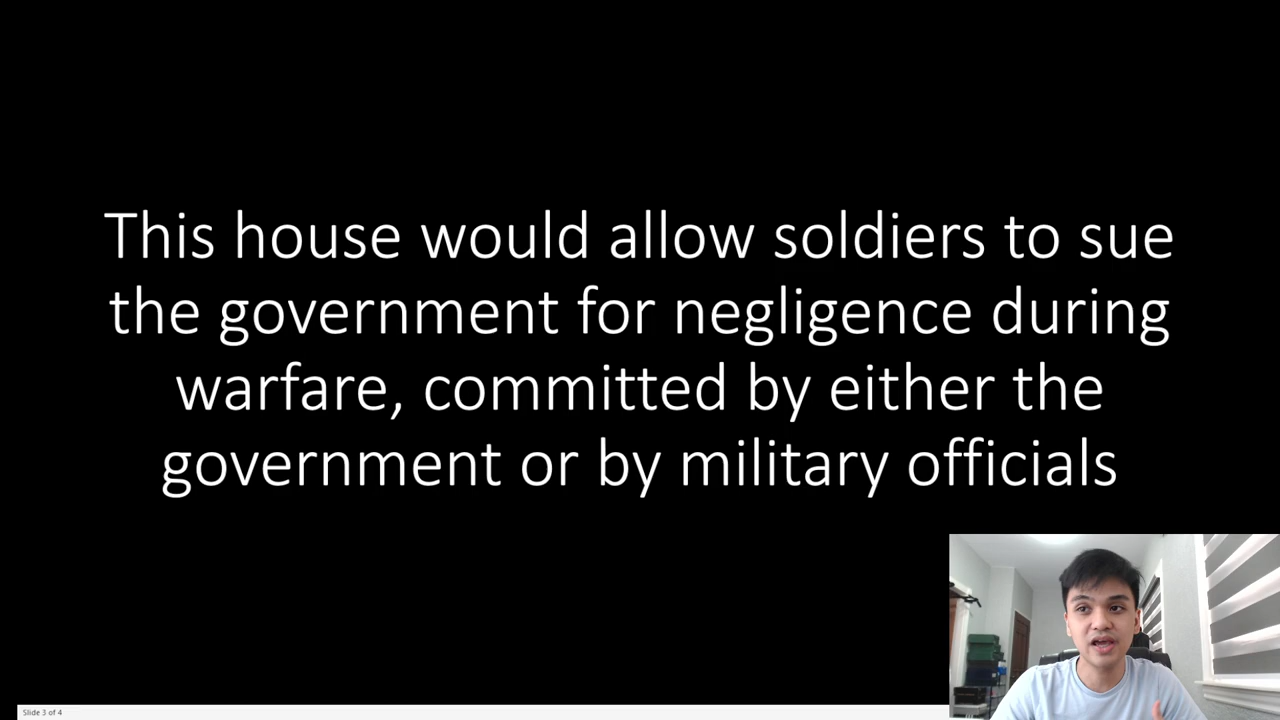 This house would allow soldiers to sue
the government for negligence during
warfare, committed by either the
government or by military officials
Slide 3 of 4